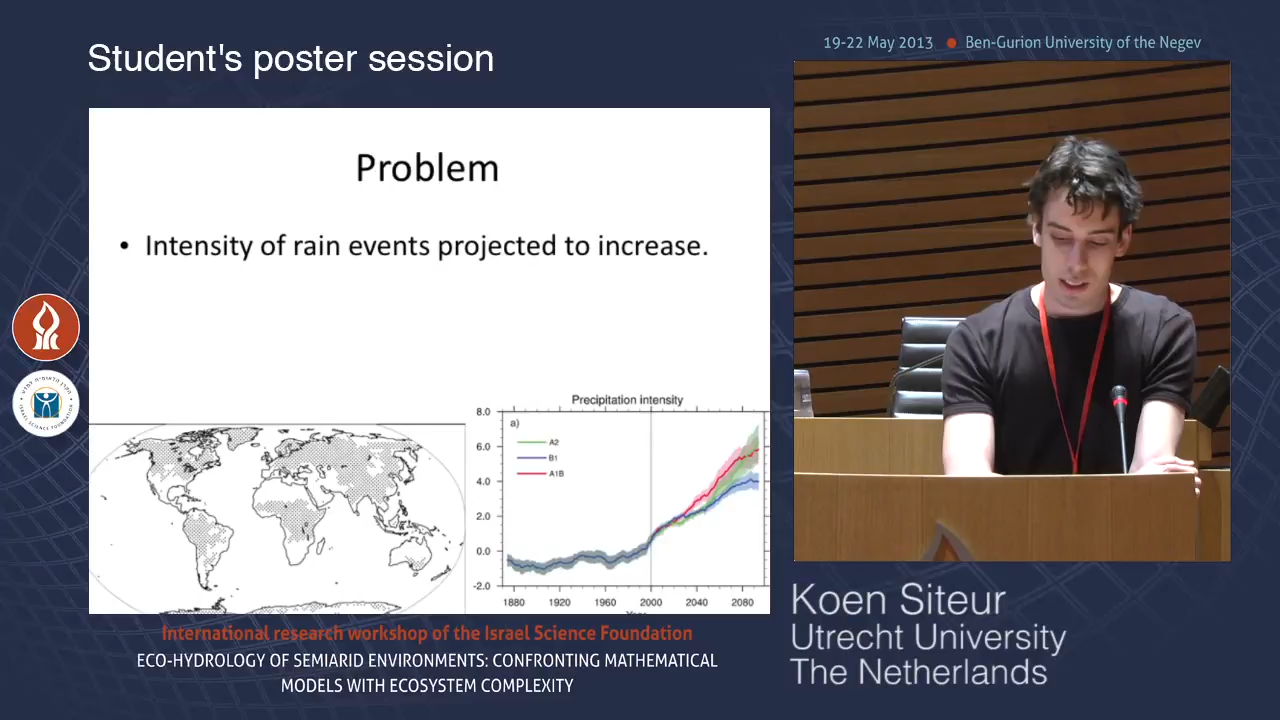 Student's poster session
19-22 May 2013 ● Ben-Gurion University of the Negev
Problem
• Intensity of rain events projected to increase.
Precipitation intensity
a)
A2
B1
A1B
8.0
6.0
4.0
2.0
0.0
-2.0
1880 1920 1960 2000 2040 2080
ISRAEL SCIENCE FOUNDATION
International research workshop of the Israel Science Foundation
ECO-HYDROLOGY OF SEMIARID ENVIRONMENTS: CONFRONTING MATHEMATICAL
MODELS WITH ECOSYSTEM COMPLEXITY
Koen Siteur
Utrecht University
The Netherlands